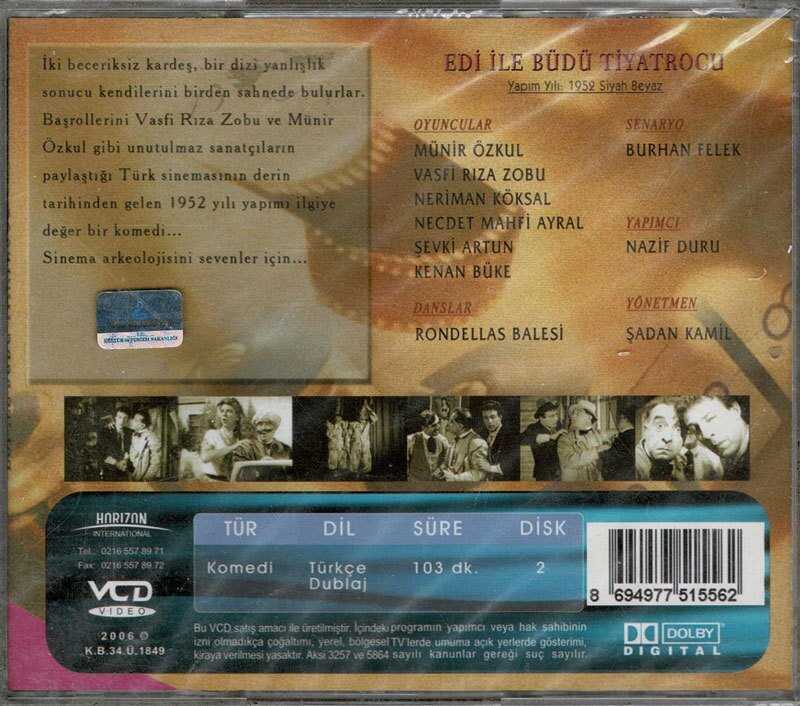 İki beceriksiz kardeş, bir dizi yanlışlık
sonucu kendilerini birden sahnede bulurlar.
Başrollerini Vasfi Rıza Zobu ve Münir
Özkul gibi unutulmaz sanatçıların
paylaştığı Türk sinemasının derin
tarihinden gelen 1952 yılı yapımı ilgiye
değer bir komedi...
Sinema arkeolojisini sevenler için...
T.C.
KÜLTÜR ve TURİZM BAKANLIĞI
EDİ İLE BÜDÜ TİYATROCU
Yapım Yılı: 1952 Siyah Beyaz
OYUNCULAR
MÜNİR ÖZKUL
VASFİ RIZA ZOBU
NERİMAN KÖKSAL
NECDET MAHFİ AYRAL
ŞEVKİ ARTUN
KENAN BÜKE
DANSLAR
RONDELLAS BALESİ
SENARYO
BURHAN FELEK
YAPIMCI
NAZİF DURU
YÖNETMEN
ŞADAN KAMİL
HORIZON
INTERNATIONAL
Tel.: 0216 557 89 71
Fax: 0216 557 89 72
VCD
VIDEO
2006 ©
K.B.34.Ü.1849
TÜR DİL SÜRE DİSK
Komedi Türkçe 103 dk. 2
Dublaj
Bu VCD satış amacı ile üretilmiştir. İçindeki programın yapımcı veya hak sahibinin
izni olmadıkça çoğaltımı, yerel, bölgesel TV'lerde umuma açık yerlerde gösterimi,
kiraya verilmesi yasaktır. Aksi 3257 ve 5864 sayılı kanunlar gereği suç sayılır.
8 694977 515562
DOLBY
DIGITAL